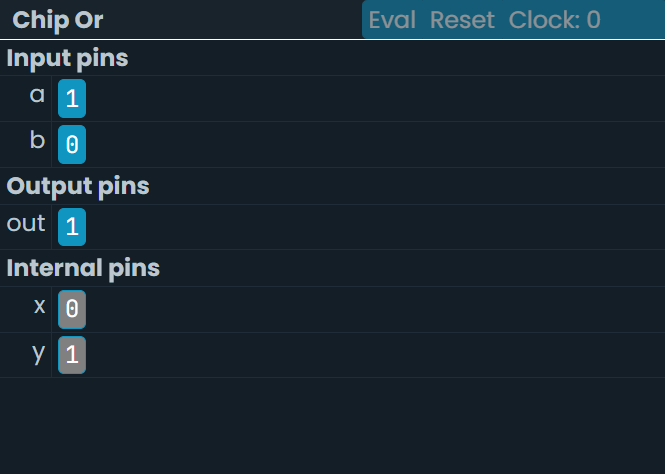 Chip Or Eval Reset Clock: 0
Input pins
a 1
b 0
Output pins
out 1
Internal pins
x 0
y 1